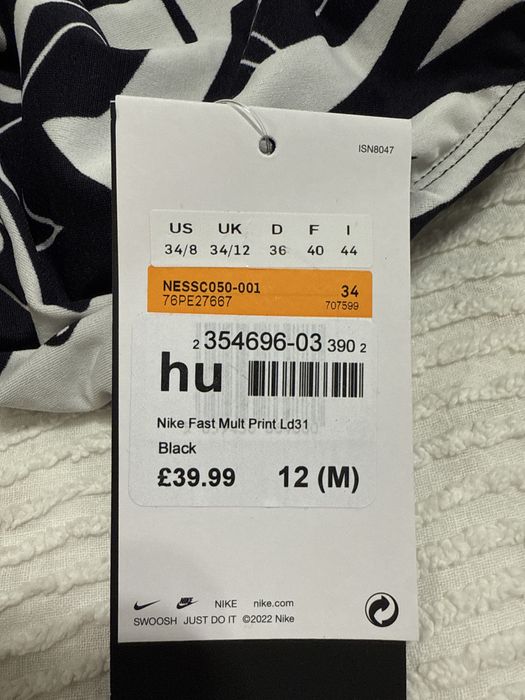 ISN8047
US UK D F I
34/8 34/12 36 40 44
NESSC050-001 34
76PE27667 707599
2 354696-03 390 2
hu
Nike Fast Mult Print Ld31
Black
£39.99 12 (M)
NIKE nike.com
SWOOSH JUST DO IT ©2022 Nike